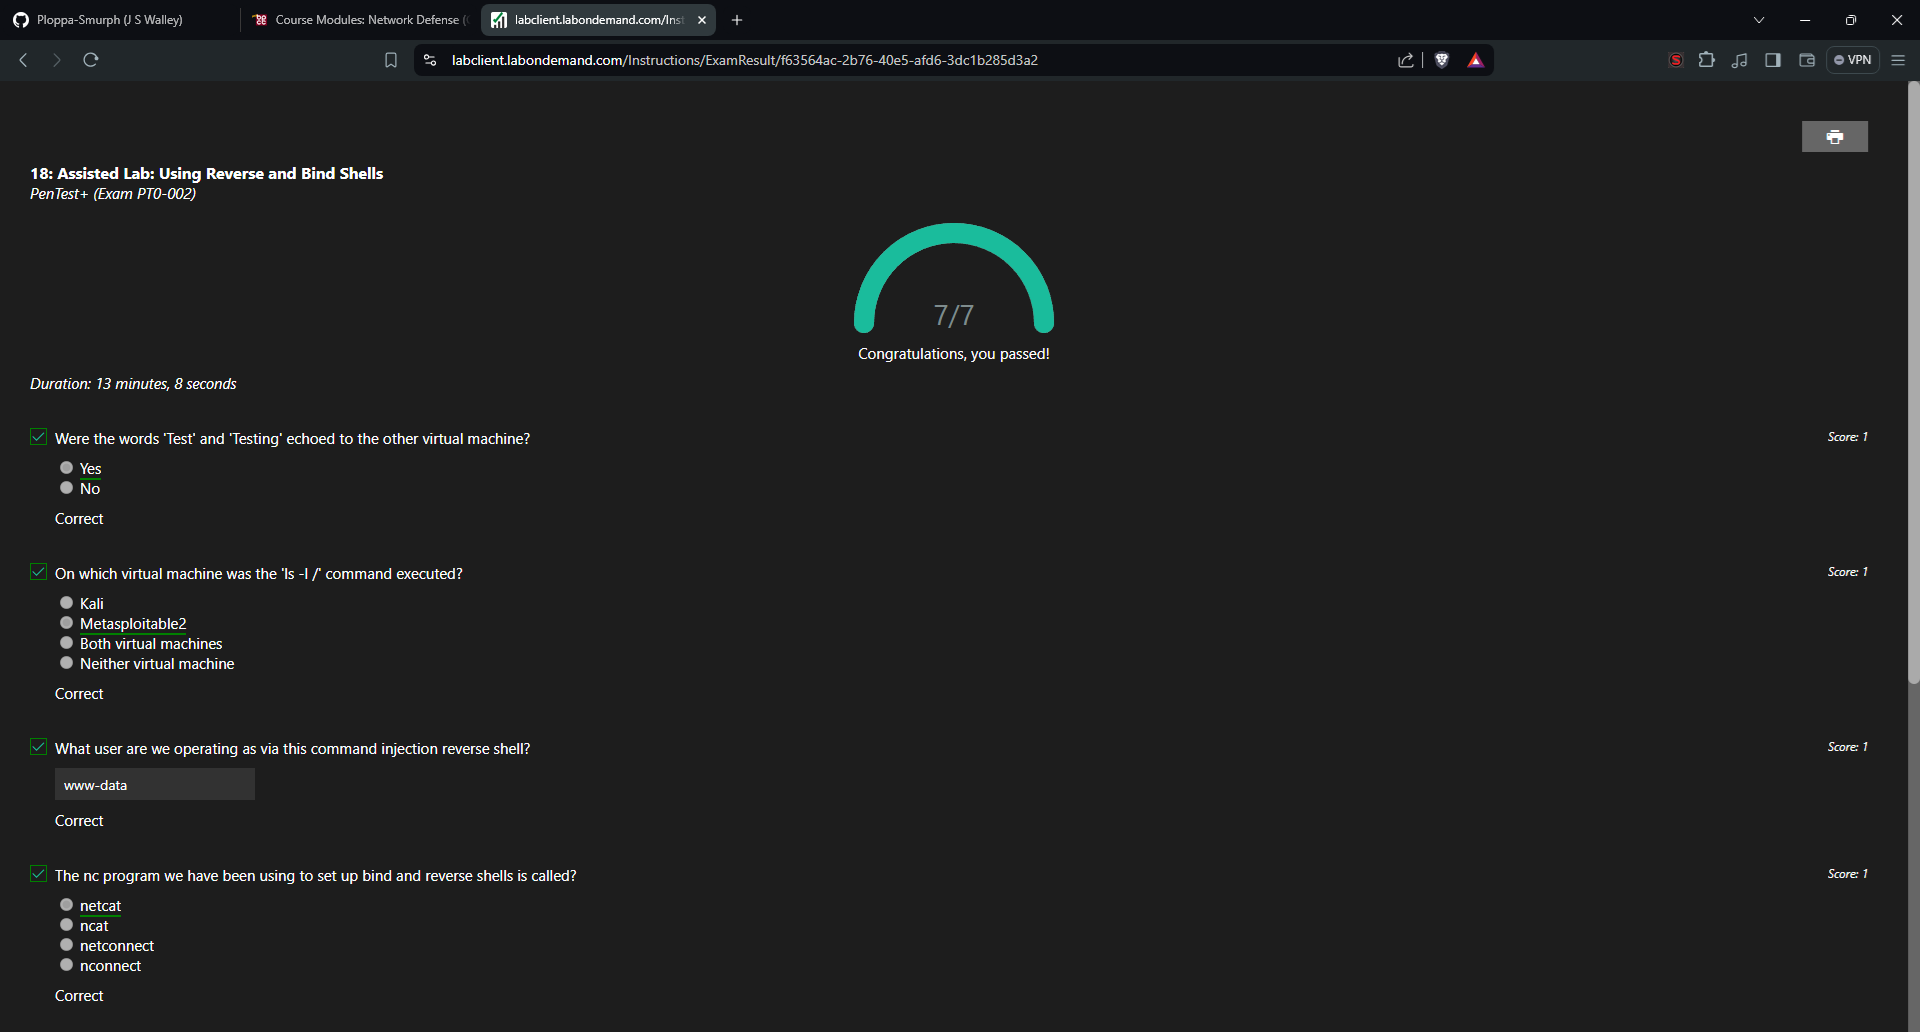 Ploppa-Smurph (J S Walley)
Course Modules: Network Defense (
labclient.labondemand.com/Inst
labclient.labondemand.com/Instructions/ExamResult/f63564ac-2b76-40e5-afd6-3dc1b285d3a2
VPN
18: Assisted Lab: Using Reverse and Bind Shells
PenTest+ (Exam PT0-002)
7/7
Congratulations, you passed!
Duration: 13 minutes, 8 seconds
Were the words 'Test' and 'Testing' echoed to the other virtual machine?
Score: 1
Yes
No
Correct
On which virtual machine was the 'ls -l /' command executed?
Score: 1
Kali
Metasploitable2
Both virtual machines
Neither virtual machine
Correct
What user are we operating as via this command injection reverse shell?
Score: 1
www-data
Correct
The nc program we have been using to set up bind and reverse shells is called?
Score: 1
netcat
ncat
netconnect
nconnect
Correct